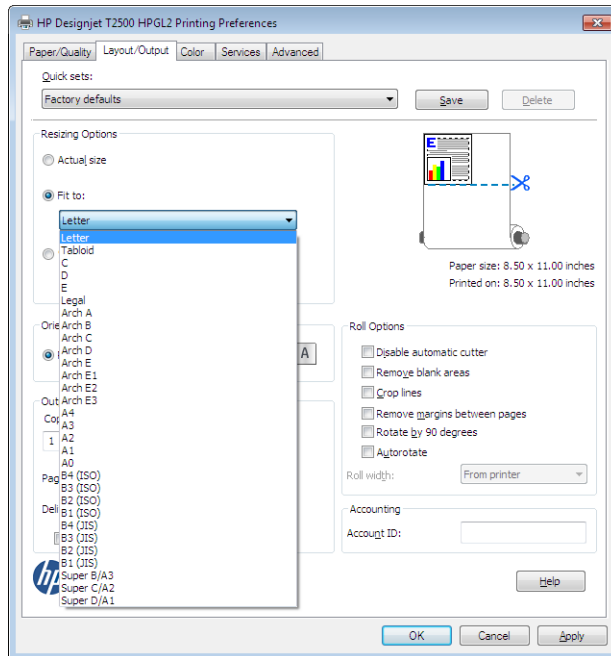 HP Designjet T2500 HPGL2 Printing Preferences
Paper/Quality
Layout/Output
Color
Services
Advanced
Quick sets:
Factory defaults
Save
Delete
Resizing Options
Actual size
Fit to:
Letter
Letter
Tabloid
C
D
E
Legal
Arch A
Arch B
Arch C
Arch D
Arch E
Arch E1
Arch E2
Arch E3
A4
A3
A2
A1
A0
B4 (ISO)
B3 (ISO)
B2 (ISO)
B1 (ISO)
B4 (JIS)
B3 (JIS)
B2 (JIS)
B1 (JIS)
Super B/A3
Super C/A2
Super D/A1
E
Paper size: 8.50 x 11.00 inches
Printed on: 8.50 x 11.00 inches
A
1
Roll Options
Disable automatic cutter
Remove blank areas
Crop lines
Remove margins between pages
Rotate by 90 degrees
Autorotate
Roll width:
From printer
Accounting
Account ID:
hp
Help
OK
Cancel
Apply